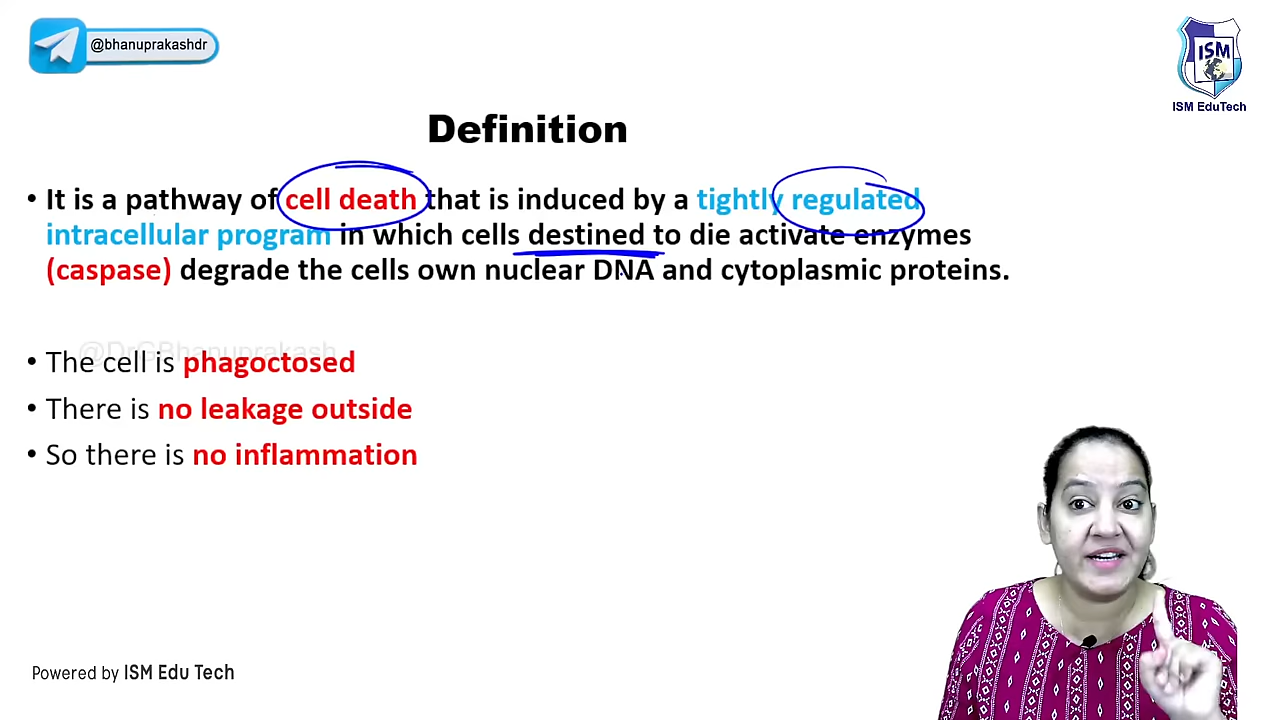 @bhanuprakashdr
ISM
ISM EduTech
Definition
• It is a pathway of cell death that is induced by a tightly regulated
intracellular program in which cells destined to die activate enzymes
(caspase) degrade the cells own nuclear DNA and cytoplasmic proteins.
@DrGBhanuprakash
• The cell is phagoctosed
• There is no leakage outside
• So there is no inflammation
Powered by ISM Edu Tech